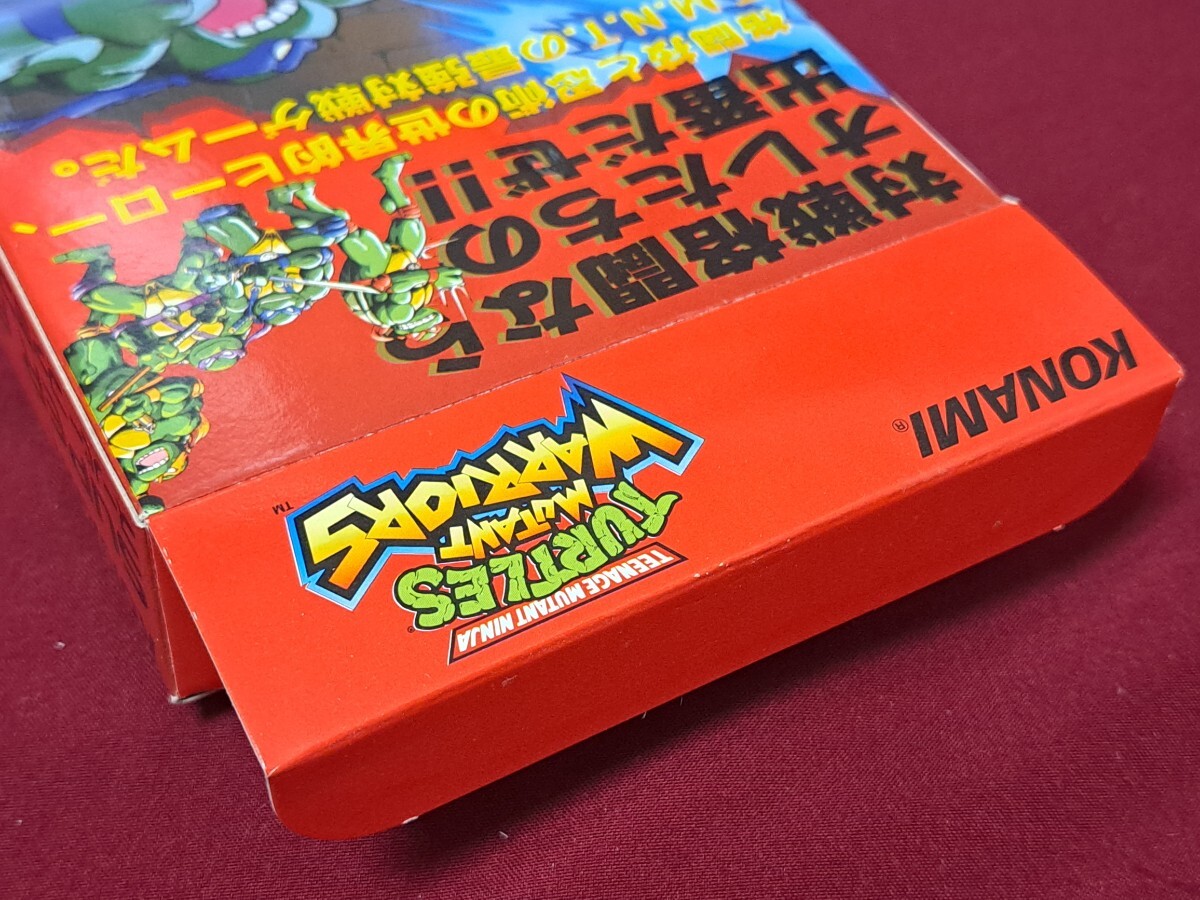 格闘技と忍術の世界的ヒーロー、
T.M.N.T.の最強対戦ゲームだ。
対戦格闘なら
オレたちの
出番だぜ!!
KONAMI®
TEENAGE MUTANT NINJA
TURTLES®
MUTANT
WARRIORS
TM